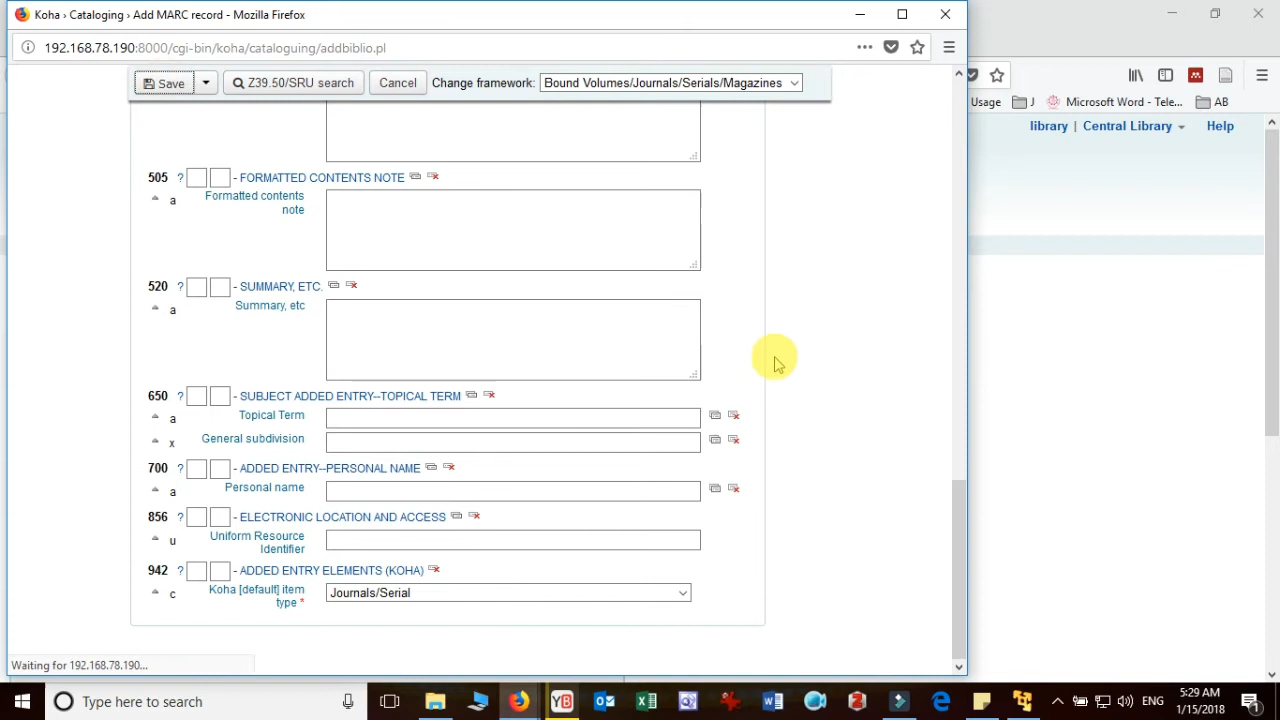 Koha › Cataloging › Add MARC record - Mozilla Firefox
192.168.78.190:8000/cgi-bin/koha/cataloguing/addbiblio.pl
Save
Z39.50/SRU search
Cancel
Change framework:
Bound Volumes/Journals/Serials/Magazines
Usage
J
Microsoft Word - Tele...
AB
library | Central Library
Help
505 ? - FORMATTED CONTENTS NOTE
a Formatted contents
note
520 ? - SUMMARY, ETC.
a Summary, etc
650 ? - SUBJECT ADDED ENTRY--TOPICAL TERM
a Topical Term
x General subdivision
700 ? - ADDED ENTRY--PERSONAL NAME
a Personal name
856 ? - ELECTRONIC LOCATION AND ACCESS
u Uniform Resource
Identifier
942 ? - ADDED ENTRY ELEMENTS (KOHA)
c Koha [default] item
type *
Journals/Serial
Waiting for 192.168.78.190...
Type here to search
YB
ENG
5:29 AM
1/15/2018
1